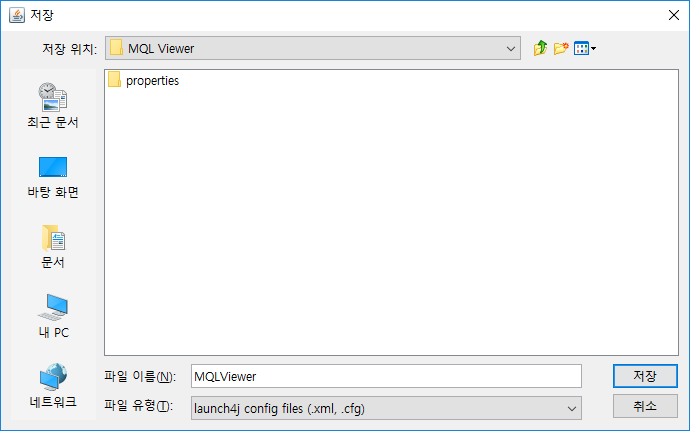 저장
저장 위치:
MQL Viewer
properties
최근 문서
바탕 화면
문서
내 PC
네트워크
파일 이름(N):
MQLViewer
저장
파일 유형(T):
launch4j config files (.xml, .cfg)
취소